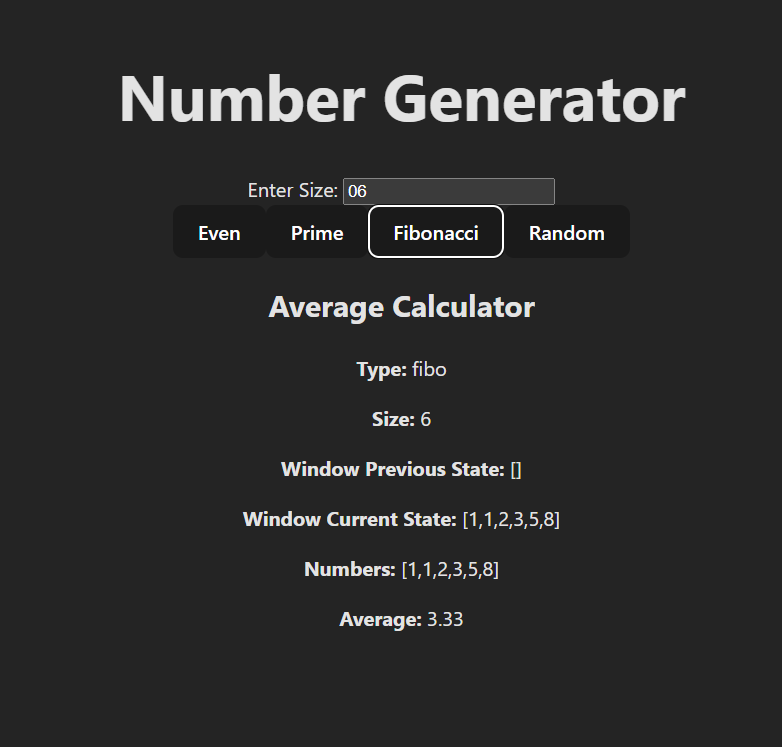 Number Generator
Enter Size: 06
Even Prime Fibonacci Random
Average Calculator
Type: fibo
Size: 6
Window Previous State: []
Window Current State: [1,1,2,3,5,8]
Numbers: [1,1,2,3,5,8]
Average: 3.33